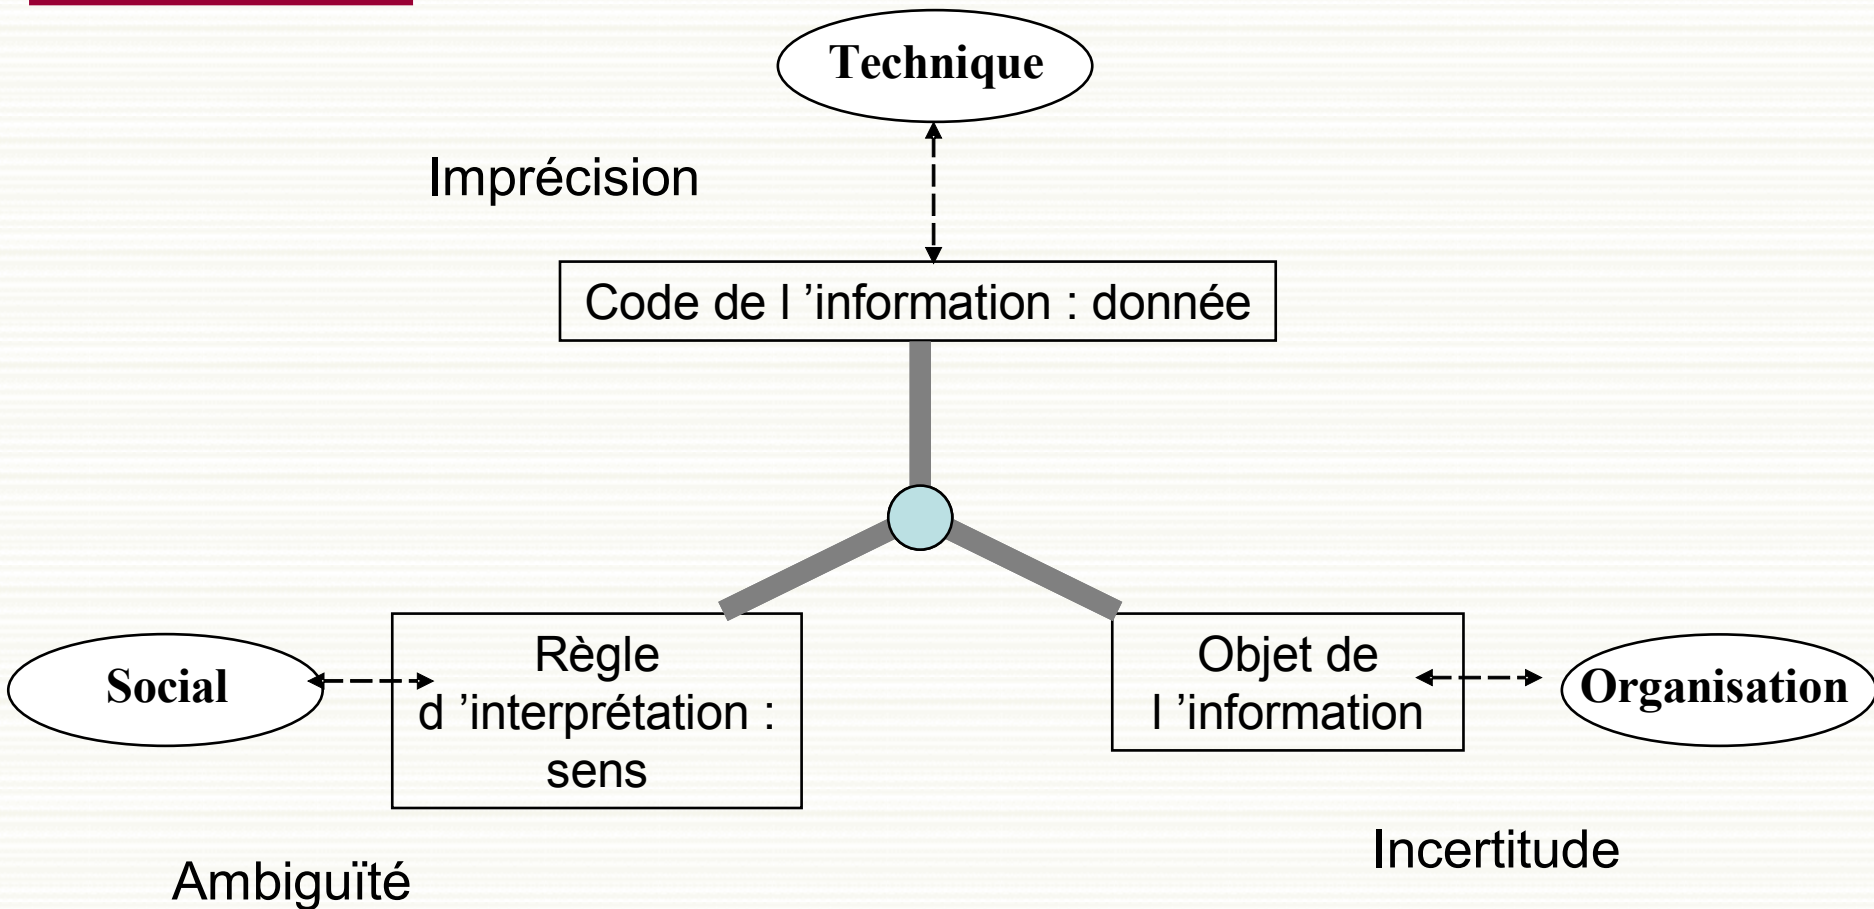 Technique
Imprécision
Code de l ’information : donnée
Règle
d ’interprétation :
sens
Objet de
l ’information
Social
Organisation
Incertitude
Ambiguïté